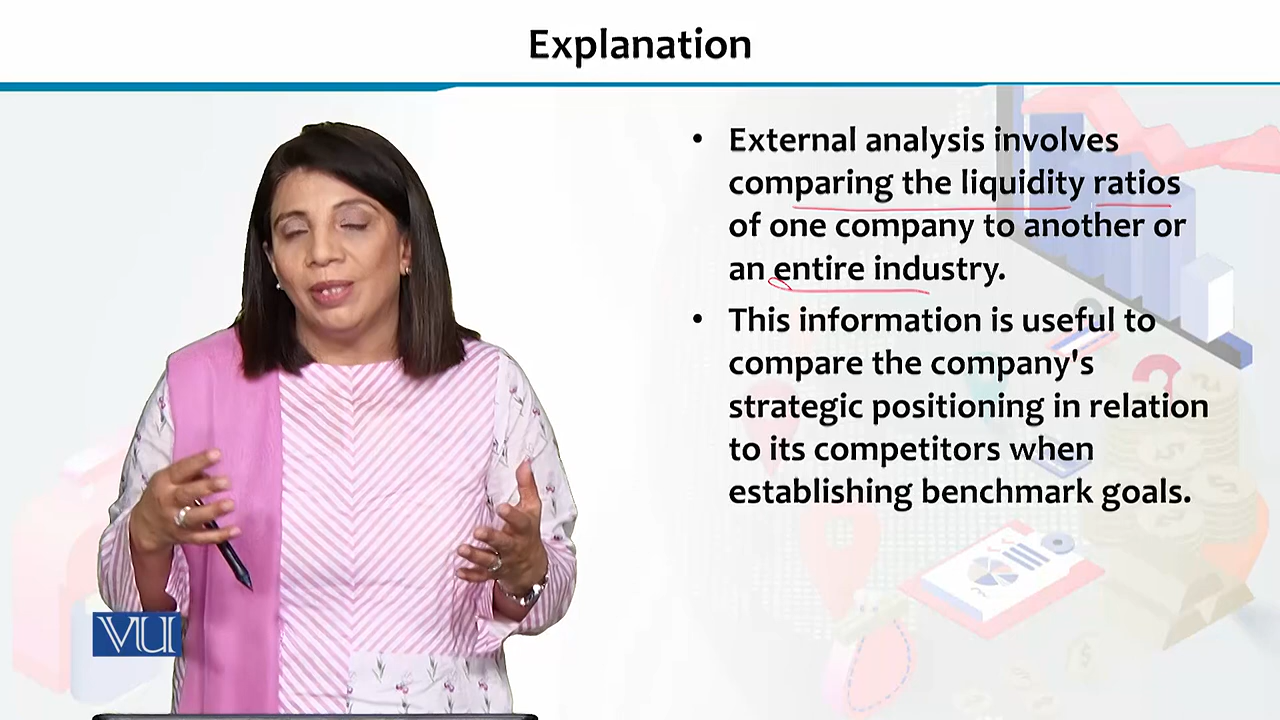 Explanation
• External analysis involves
comparing the liquidity ratios
of one company to another or
an entire industry.
• This information is useful to
compare the company's
strategic positioning in relation
to its competitors when
establishing benchmark goals.
VU